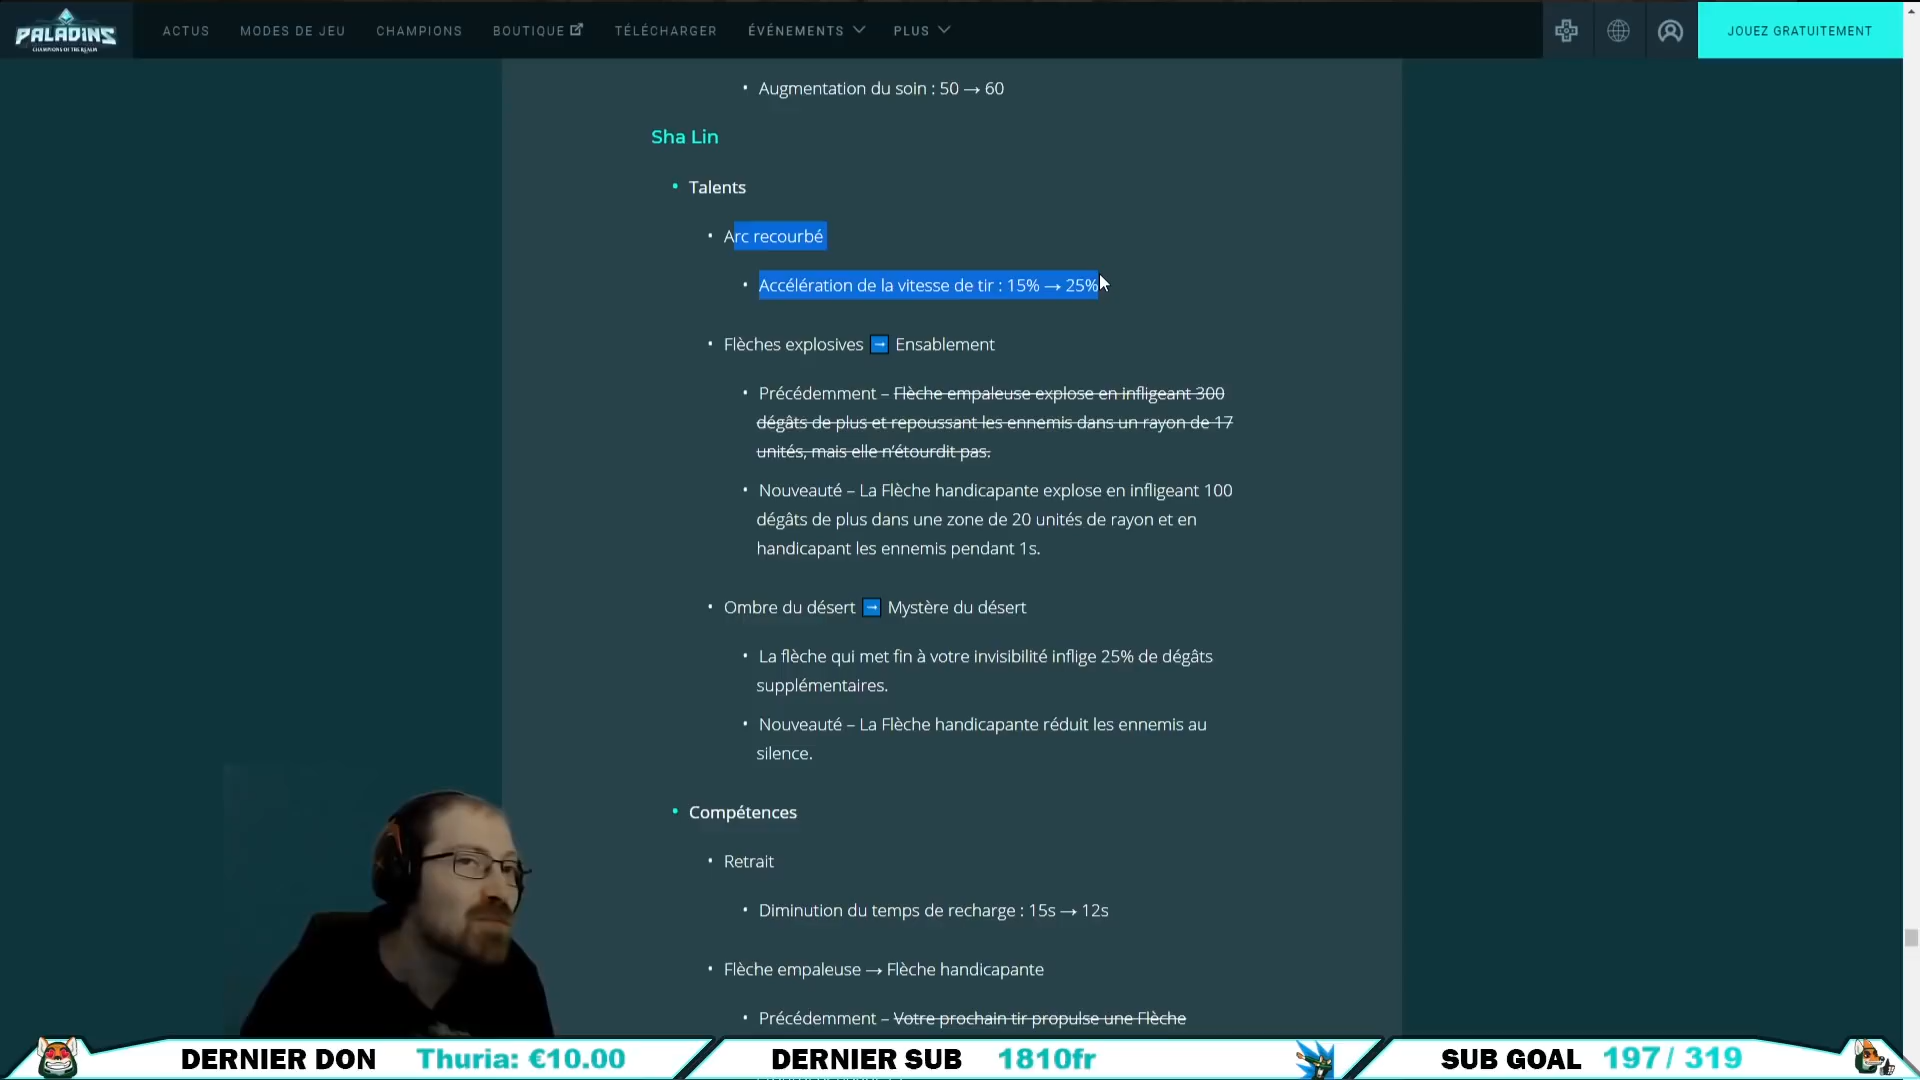 PALADINS
CHAMPIONS OF THE REALM
ACTUS
MODES DE JEU
CHAMPIONS
BOUTIQUE
TÉLÉCHARGER
ÉVÉNEMENTS
PLUS
JOUEZ GRATUITEMENT
• Augmentation du soin : 50 → 60
Sha Lin
• Talents
• Arc recourbé
• Accélération de la vitesse de tir : 15% → 25%
• Flèches explosives ➡ Ensablement
• Précédemment – Flèche empaleuse explose en infligeant 300
dégâts de plus et repoussant les ennemis dans un rayon de 17
unités, mais elle n’étourdit pas.
• Nouveauté – La Flèche handicapante explose en infligeant 100
dégâts de plus dans une zone de 20 unités de rayon et en
handicapant les ennemis pendant 1s.
• Ombre du désert ➡ Mystère du désert
• La flèche qui met fin à votre invisibilité inflige 25% de dégâts
supplémentaires.
• Nouveauté – La Flèche handicapante réduit les ennemis au
silence.
• Compétences
• Retrait
• Diminution du temps de recharge : 15s → 12s
• Flèche empaleuse → Flèche handicapante
• Précédemment – Votre prochain tir propulse une Flèche
DERNIER DON Thuria: €10.00
DERNIER SUB 1810fr
SUB GOAL 197 / 319